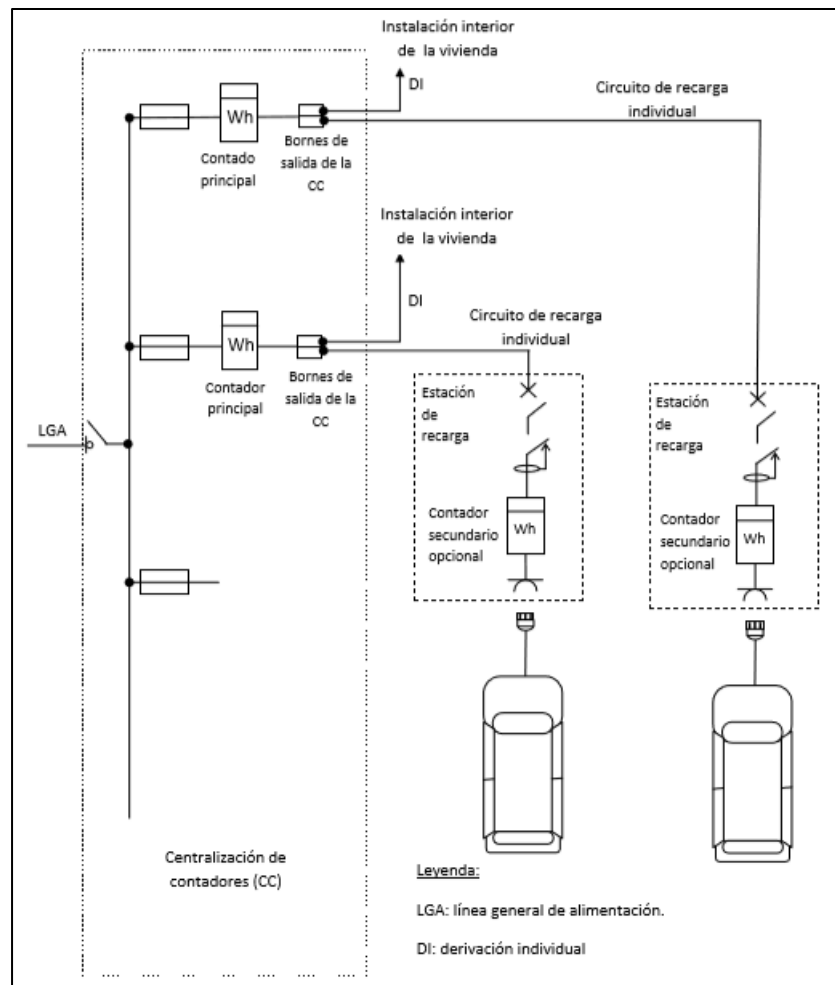 Instalación interior
de la vivienda
DI
Circuito de recarga
individual
Wh
Contado
principal
Bornes de
salida de la
CC
Instalación interior
de la vivienda
DI
Circuito de recarga
individual
Wh
Contador
principal
Bornes de
salida de la
CC
LGA
Estación
de
recarga
Contador
secundario
opcional
Wh
Estación
de
recarga
Contador
secundario
opcional
Wh
Centralización de
contadores (CC)
Leyenda:
LGA: línea general de alimentación.
DI: derivación individual